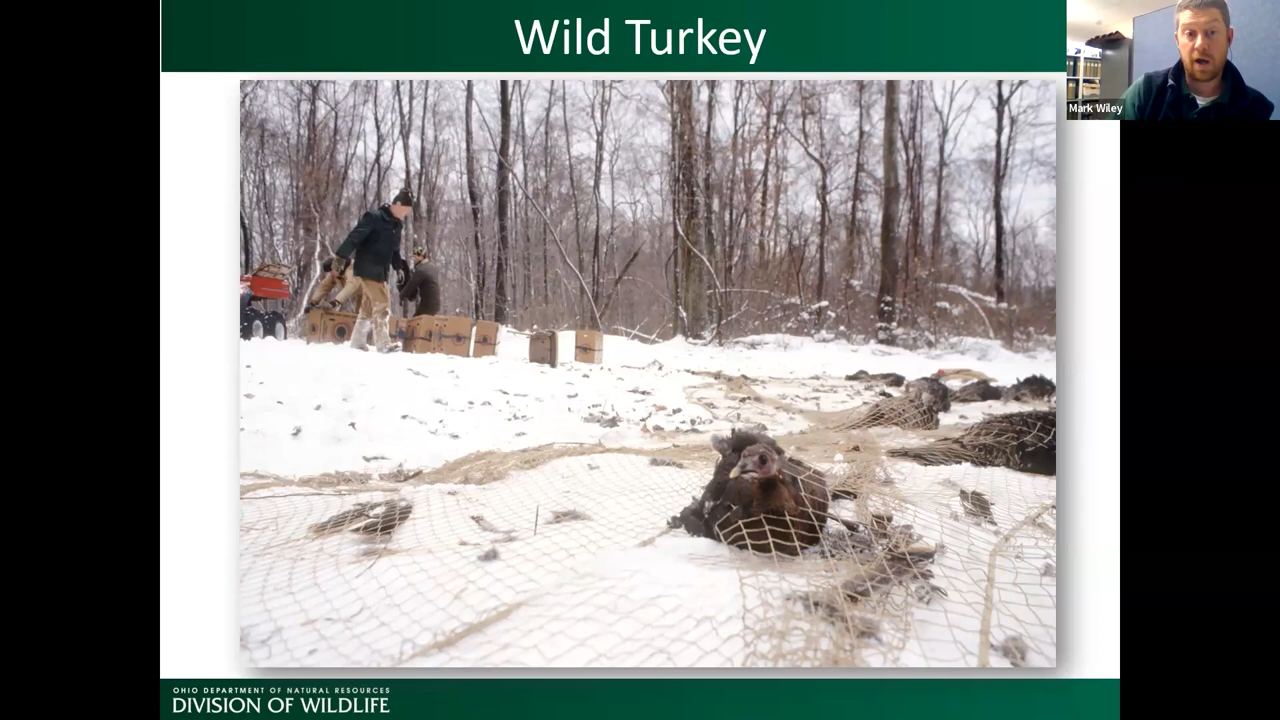 Wild Turkey
Mark Wiley
OHIO DEPARTMENT OF NATURAL RESOURCES
DIVISION OF WILDLIFE